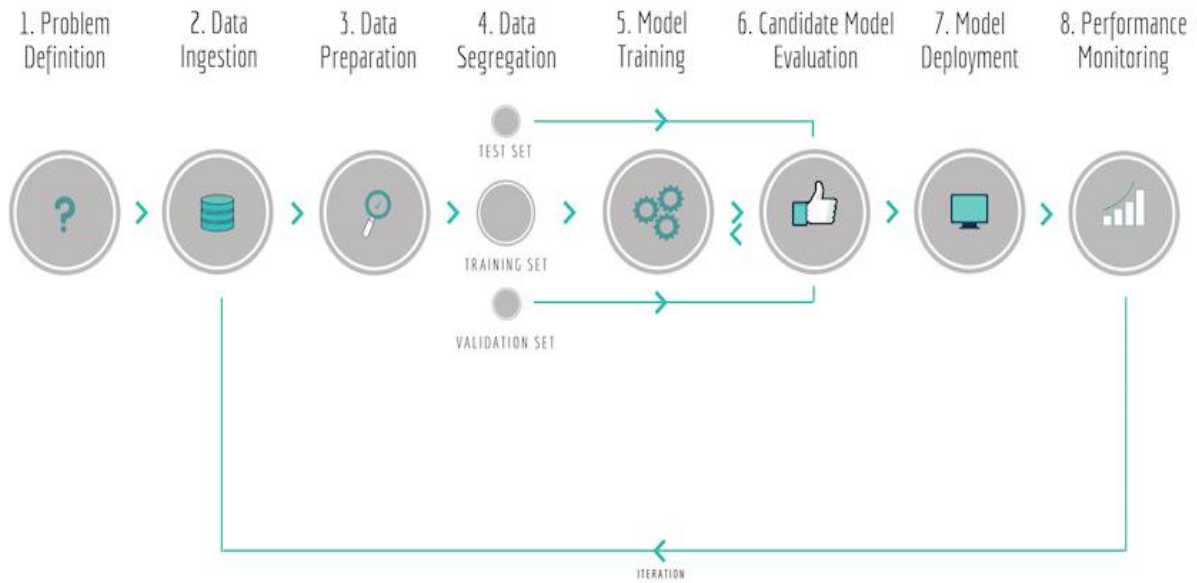 1. Problem
Definition
2. Data
Ingestion
3. Data
Preparation
4. Data
Segregation
5. Model
Training
6. Candidate Model
Evaluation
7. Model
Deployment
8. Performance
Monitoring
TEST SET
?
TRAINING SET
VALIDATION SET
ITERATION